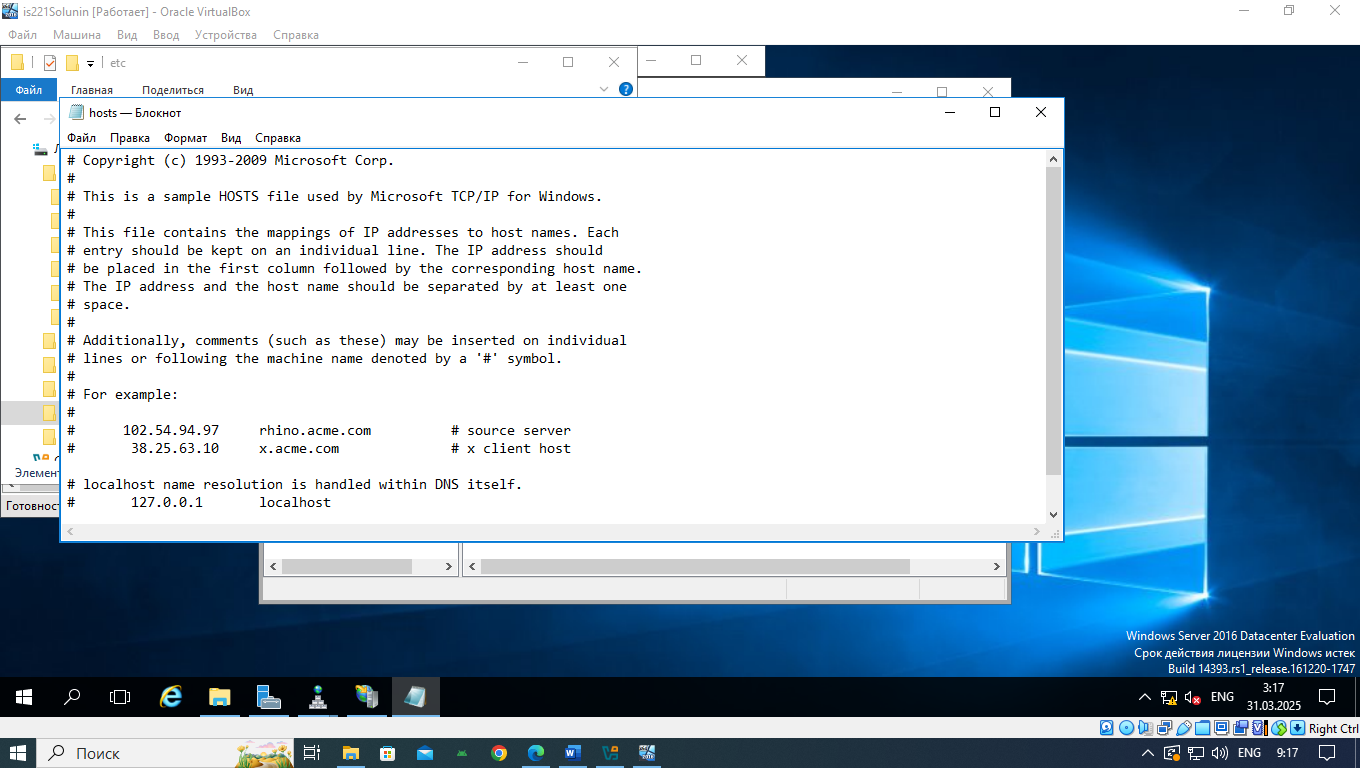 is221Solunin [Работает] - Oracle VirtualBox
Файл Машина Вид Ввод Устройства Справка
etc
Файл Главная Поделиться Вид
hosts — Блокнот
Файл Правка Формат Вид Справка
# Copyright (c) 1993-2009 Microsoft Corp.
#
# This is a sample HOSTS file used by Microsoft TCP/IP for Windows.
#
# This file contains the mappings of IP addresses to host names. Each
# entry should be kept on an individual line. The IP address should
# be placed in the first column followed by the corresponding host name.
# The IP address and the host name should be separated by at least one
# space.
#
# Additionally, comments (such as these) may be inserted on individual
# lines or following the machine name denoted by a '#' symbol.
#
# For example:
#
# 102.54.94.97 rhino.acme.com # source server
# 38.25.63.10 x.acme.com # x client host
# localhost name resolution is handled within DNS itself.
# 127.0.0.1 localhost
Элемент
Готовност
Windows Server 2016 Datacenter Evaluation
Срок действия лицензии Windows истек
Build 14393.rs1_release.161220-1747
ENG 3:17
31.03.2025
Right Ctrl
Поиск
ENG 9:17